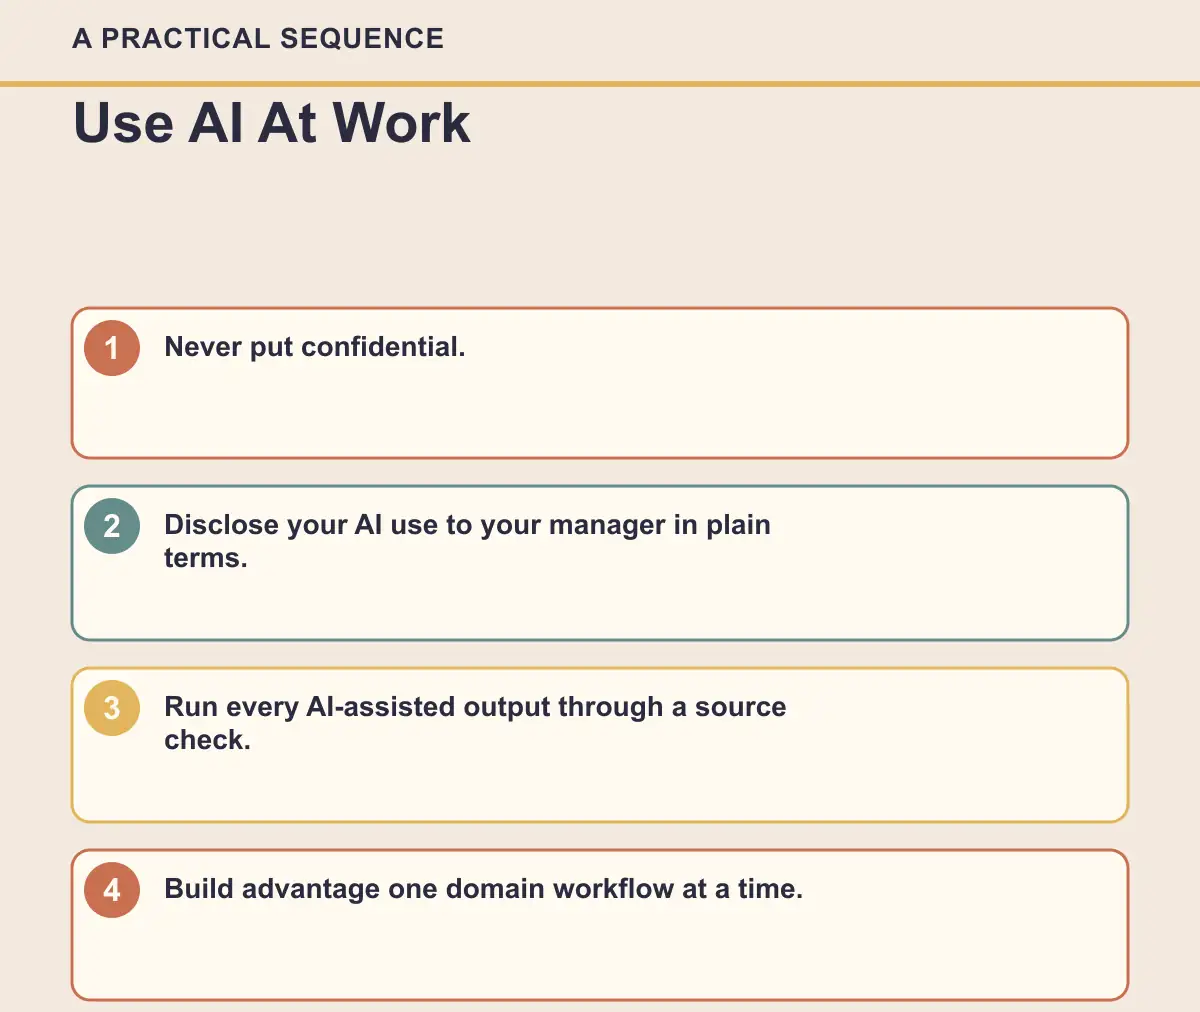 A PRACTICAL SEQUENCE
Use AI At Work
1
Never put confidential.
2
Disclose your AI use to your manager in plain
terms.
3
Run every AI-assisted output through a source
check.
4
Build advantage one domain workflow at a time.